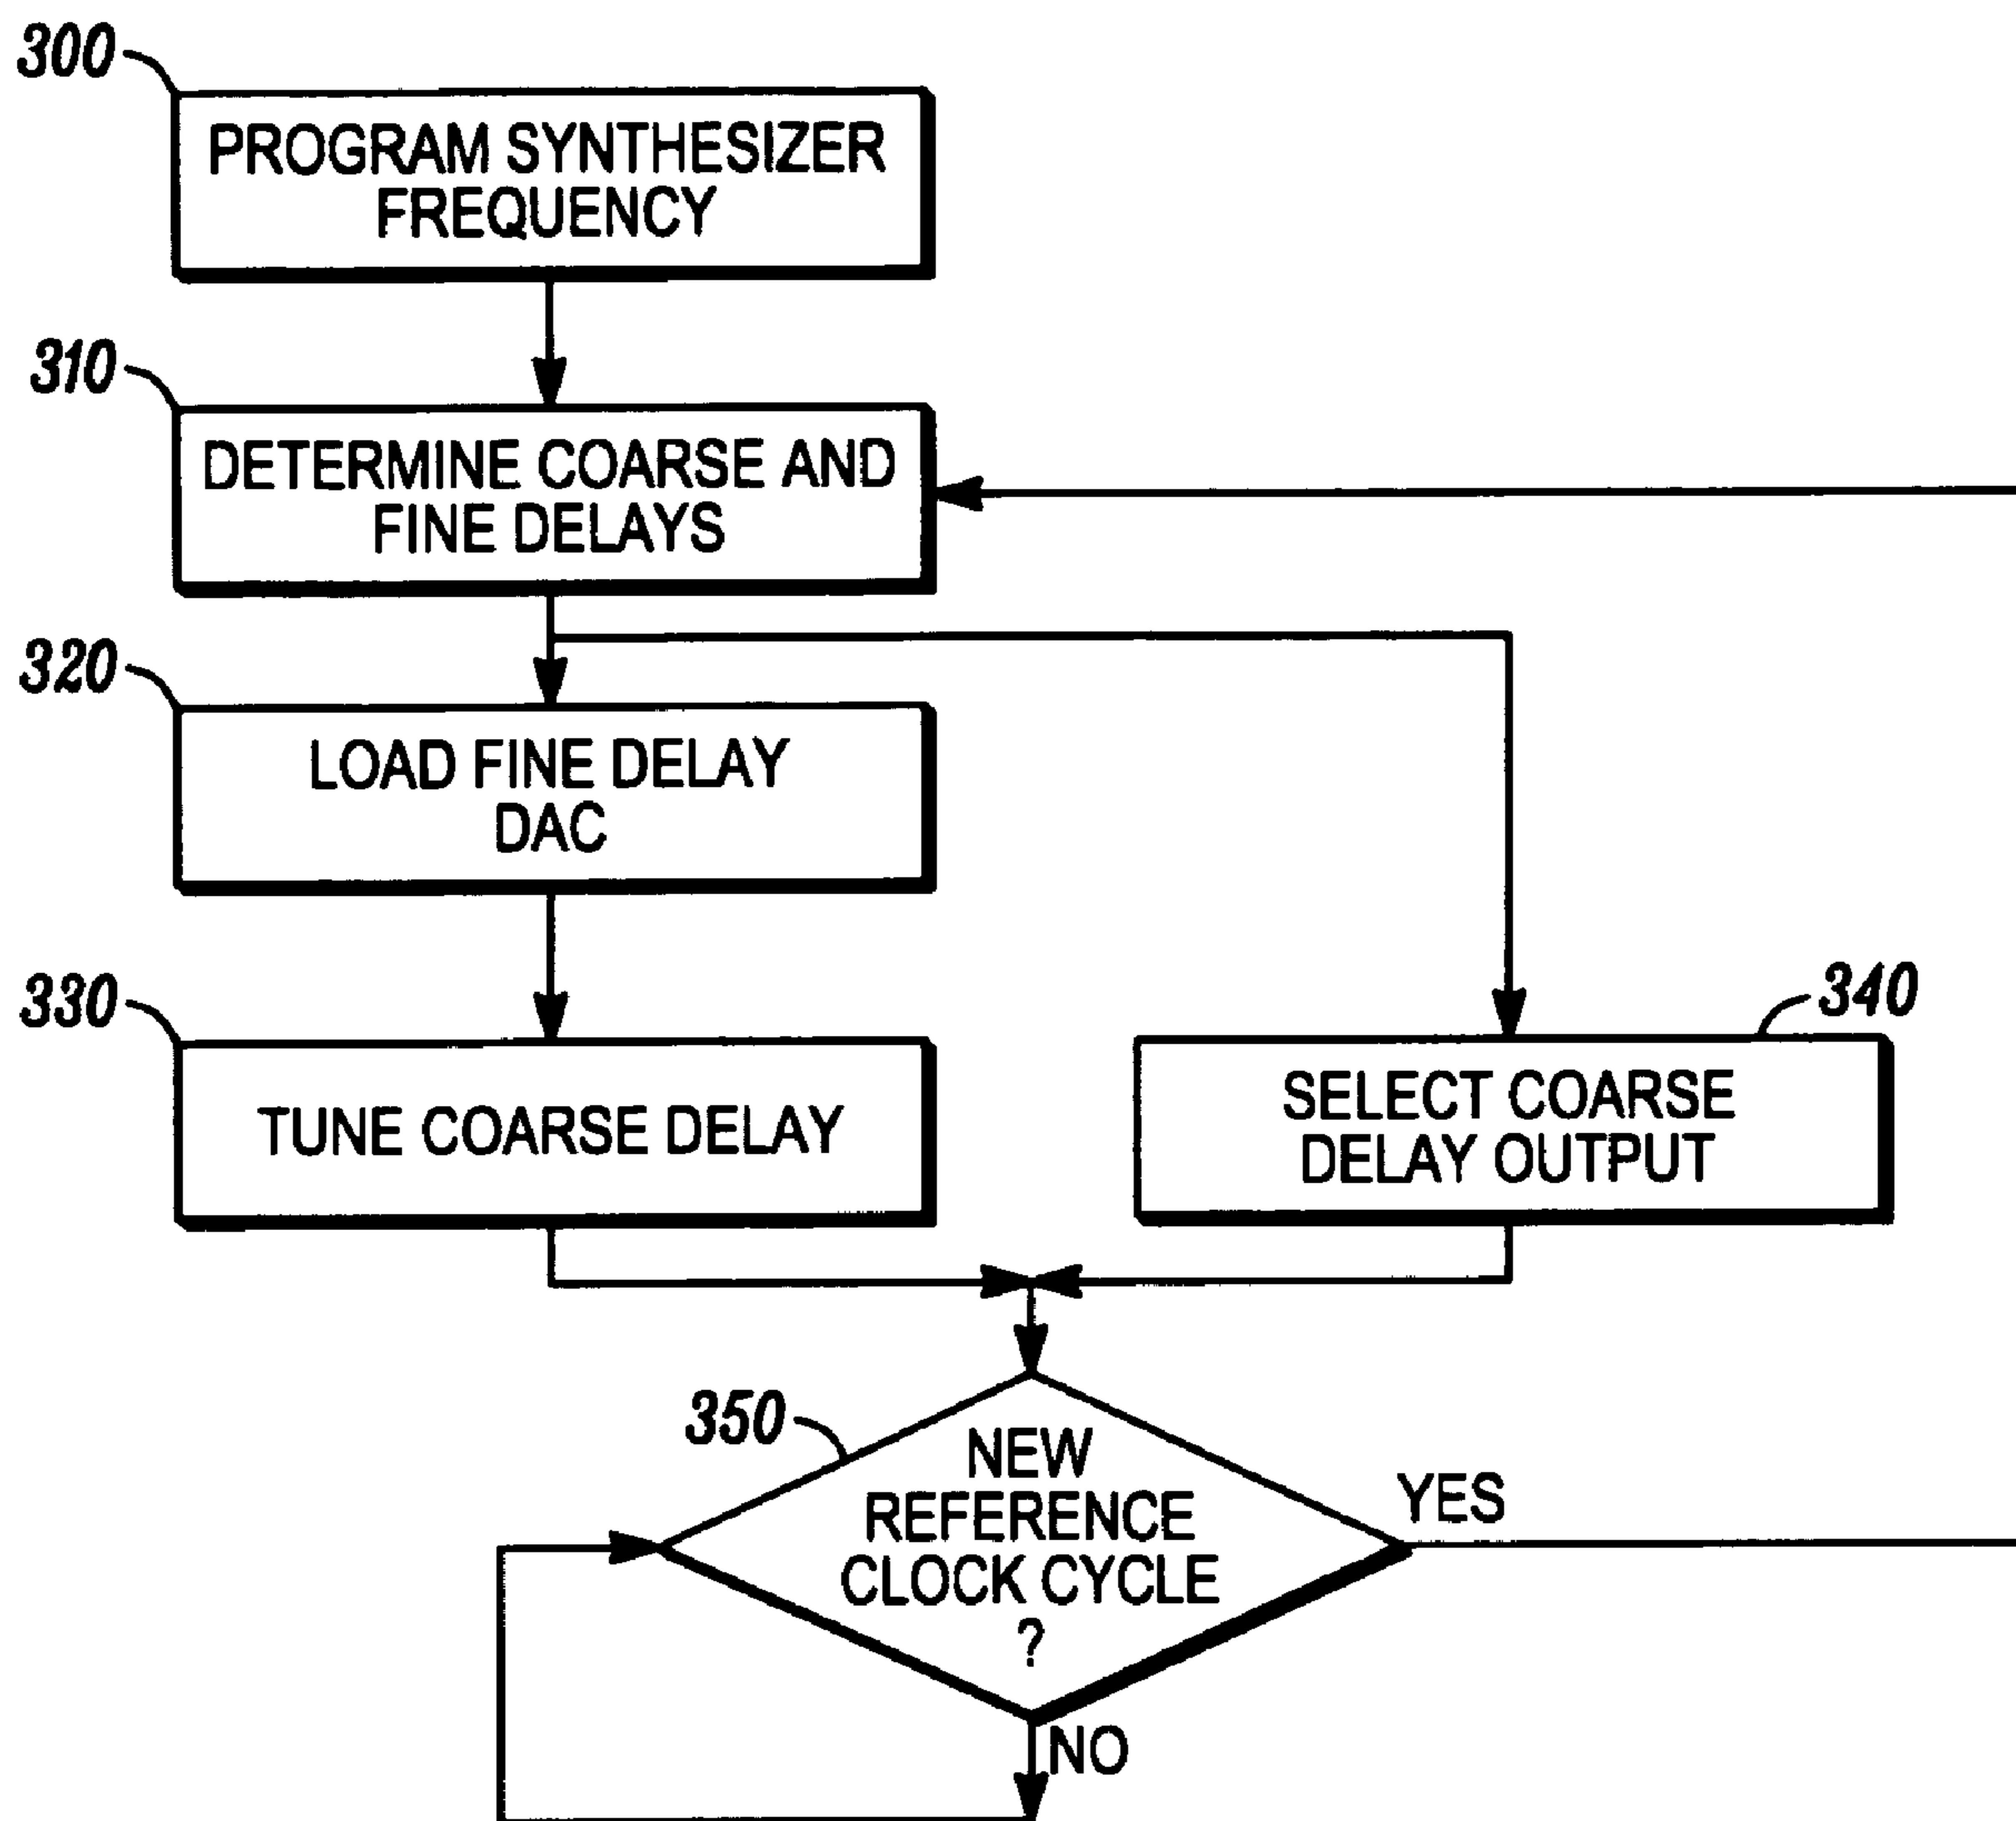 300
PROGRAM SYNTHESIZER
FREQUENCY
310
DETERMINE COARSE AND
FINE DELAYS
320
LOAD FINE DELAY
DAC
330
TUNE COARSE DELAY
340
SELECT COARSE
DELAY OUTPUT
350
NEW
REFERENCE
CLOCK CYCLE
?
YES
NO